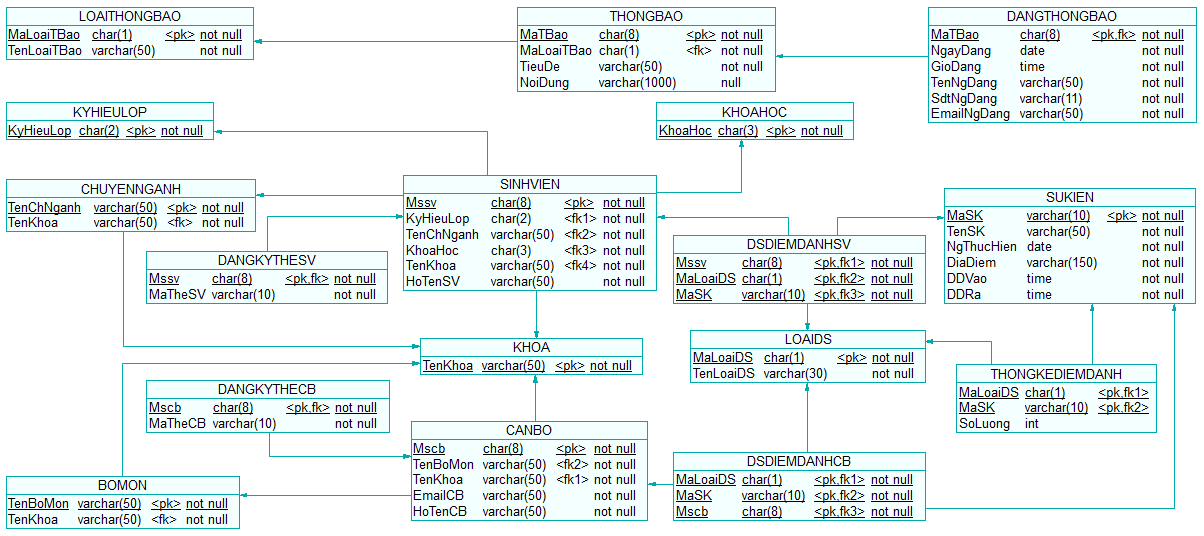 LOAITHONGBAO
MaLoaiTBao char(1) <pk> not null
TenLoaiTBao varchar(50) not null
THONGBAO
MaTBao char(8) <pk> not null
MaLoaiTBao char(1) <fk> not null
TieuDe varchar(50) not null
NoiDung varchar(1000) null
DANGTHONGBAO
MaTBao char(8) <pk,fk> not null
NgayDang date not null
GioDang time not null
TenNgDang varchar(50) not null
SdtNgDang varchar(11) not null
EmailNgDang varchar(50) not null
KYHIEULOP
KyHieuLop char(2) <pk> not null
KHOAHOC
KhoaHoc char(3) <pk> not null
CHUYENNGANH
TenChNganh varchar(50) <pk> not null
TenKhoa varchar(50) <fk> not null
SINHVIEN
Mssv char(8) <pk> not null
KyHieuLop char(2) <fk1> not null
TenChNganh varchar(50) <fk2> not null
KhoaHoc char(3) <fk3> not null
TenKhoa varchar(50) <fk4> not null
HoTenSV varchar(50) not null
SUKIEN
MaSK varchar(10) <pk> not null
TenSK varchar(50) not null
NgThucHien date not null
DiaDiem varchar(150) not null
DDVao time not null
DDRa time not null
DANGKYTHESV
Mssv char(8) <pk,fk> not null
MaTheSV varchar(10) not null
DSDIEMDANHSV
Mssv char(8) <pk,fk1> not null
MaLoaiDS char(1) <pk,fk2> not null
MaSK varchar(10) <pk,fk3> not null
KHOA
TenKhoa varchar(50) <pk> not null
LOAIDS
MaLoaiDS char(1) <pk> not null
TenLoaiDS varchar(30) not null
THONGKEDIEMDANH
MaLoaiDS char(1) <pk,fk1>
MaSK varchar(10) <pk,fk2>
SoLuong int
DANGKYTHECB
Mscb char(8) <pk,fk> not null
MaTheCB varchar(10) not null
CANBO
Mscb char(8) <pk> not null
TenBoMon varchar(50) <fk2> not null
TenKhoa varchar(50) <fk1> not null
EmailCB varchar(50) not null
HoTenCB varchar(50) not null
DSDIEMDANHCB
MaLoaiDS char(1) <pk,fk1> not null
MaSK varchar(10) <pk,fk2> not null
Mscb char(8) <pk,fk3> not null
BOMON
TenBoMon varchar(50) <pk> not null
TenKhoa varchar(50) <fk> not null